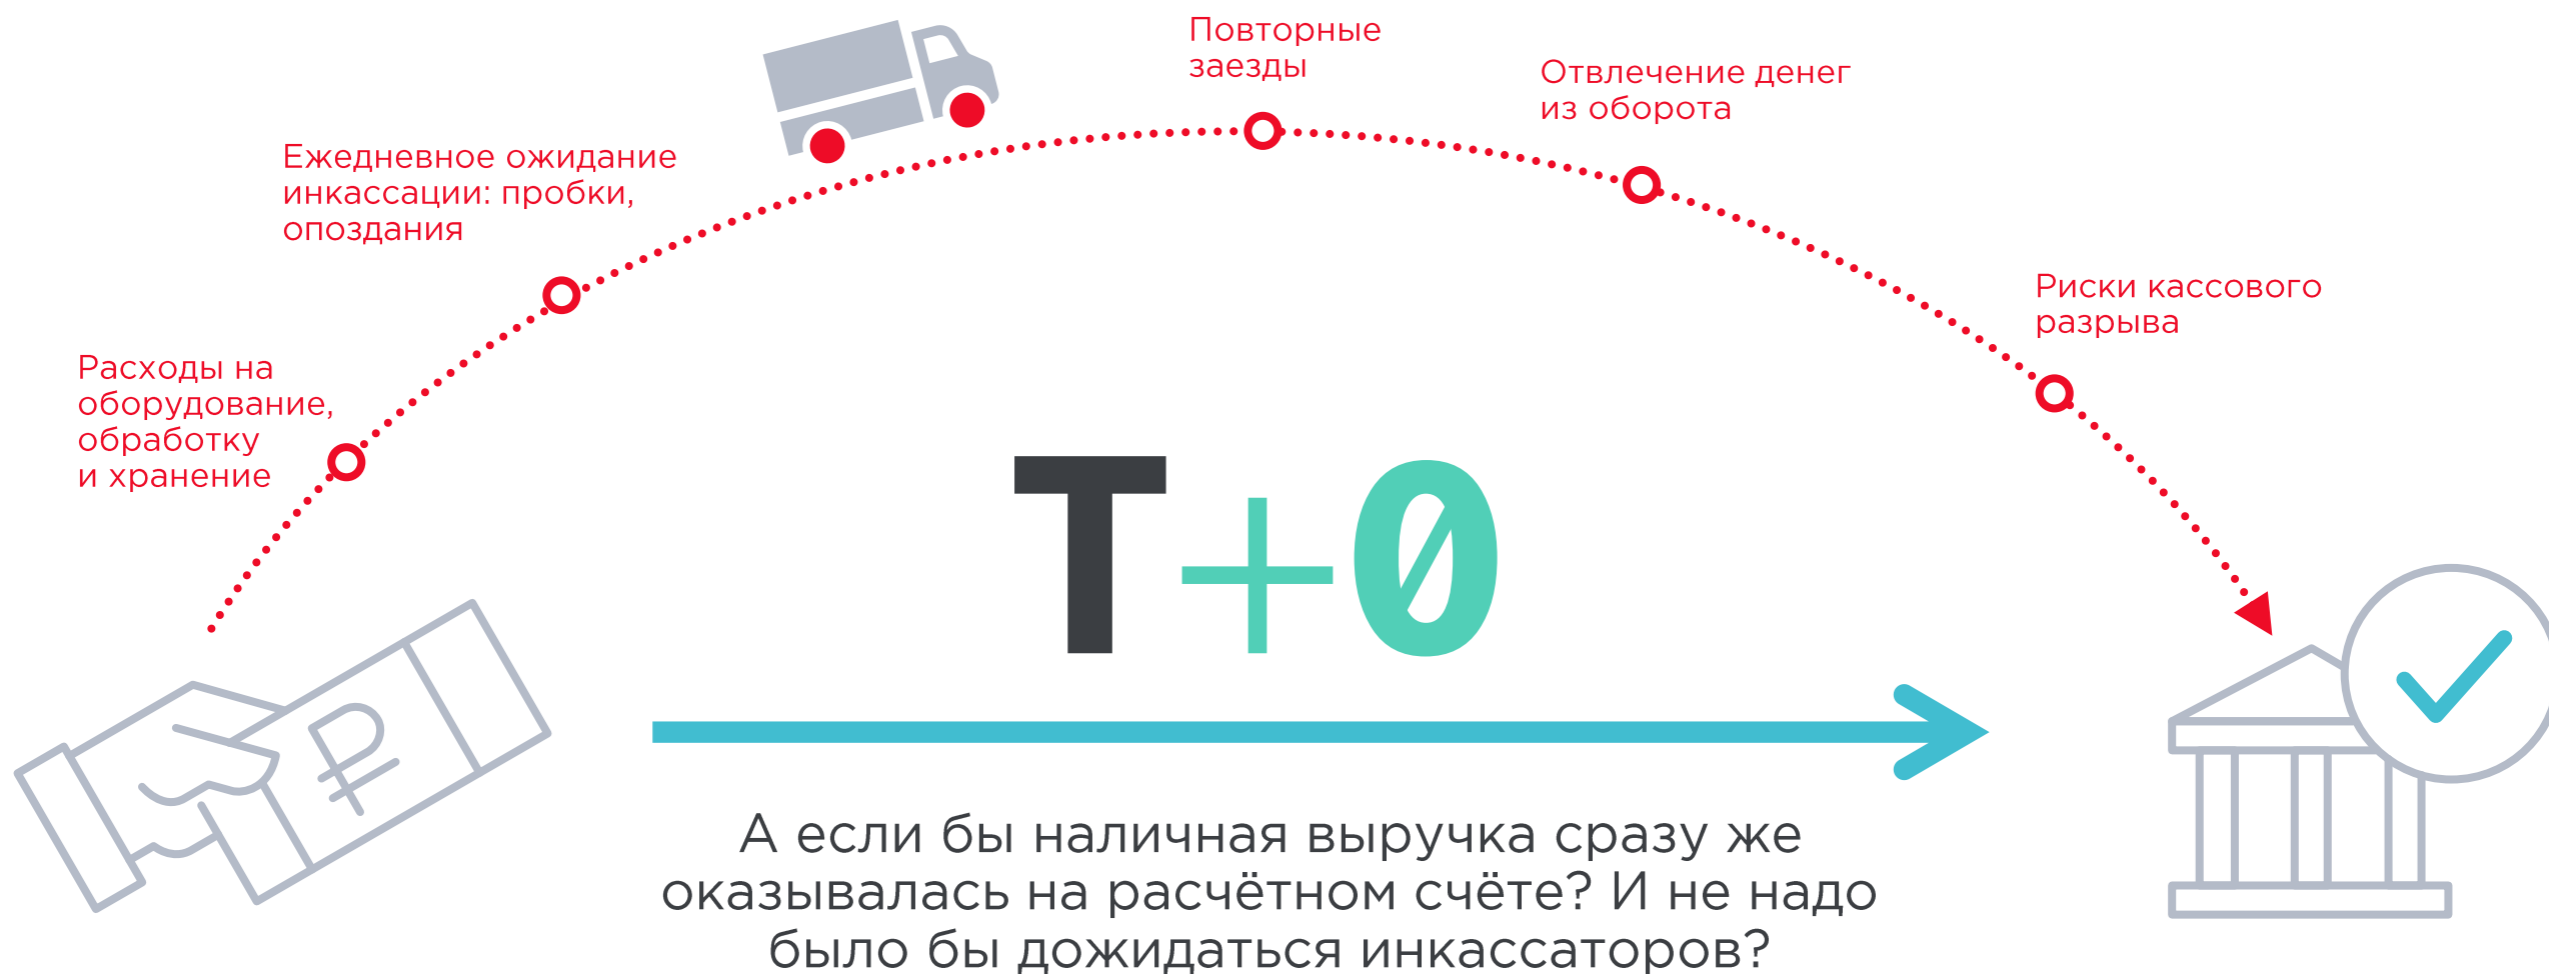 Повторные
заезды
Отвлечение денег
из оборота
Ежедневное ожидание
инкассации: пробки,
опоздания
Риски кассового
разрыва
Расходы на
оборудование,
обработку
и хранение
T+0
А если бы наличная выручка сразу же
оказывалась на расчётном счёте? И не надо
было бы дожидаться инкассаторов?